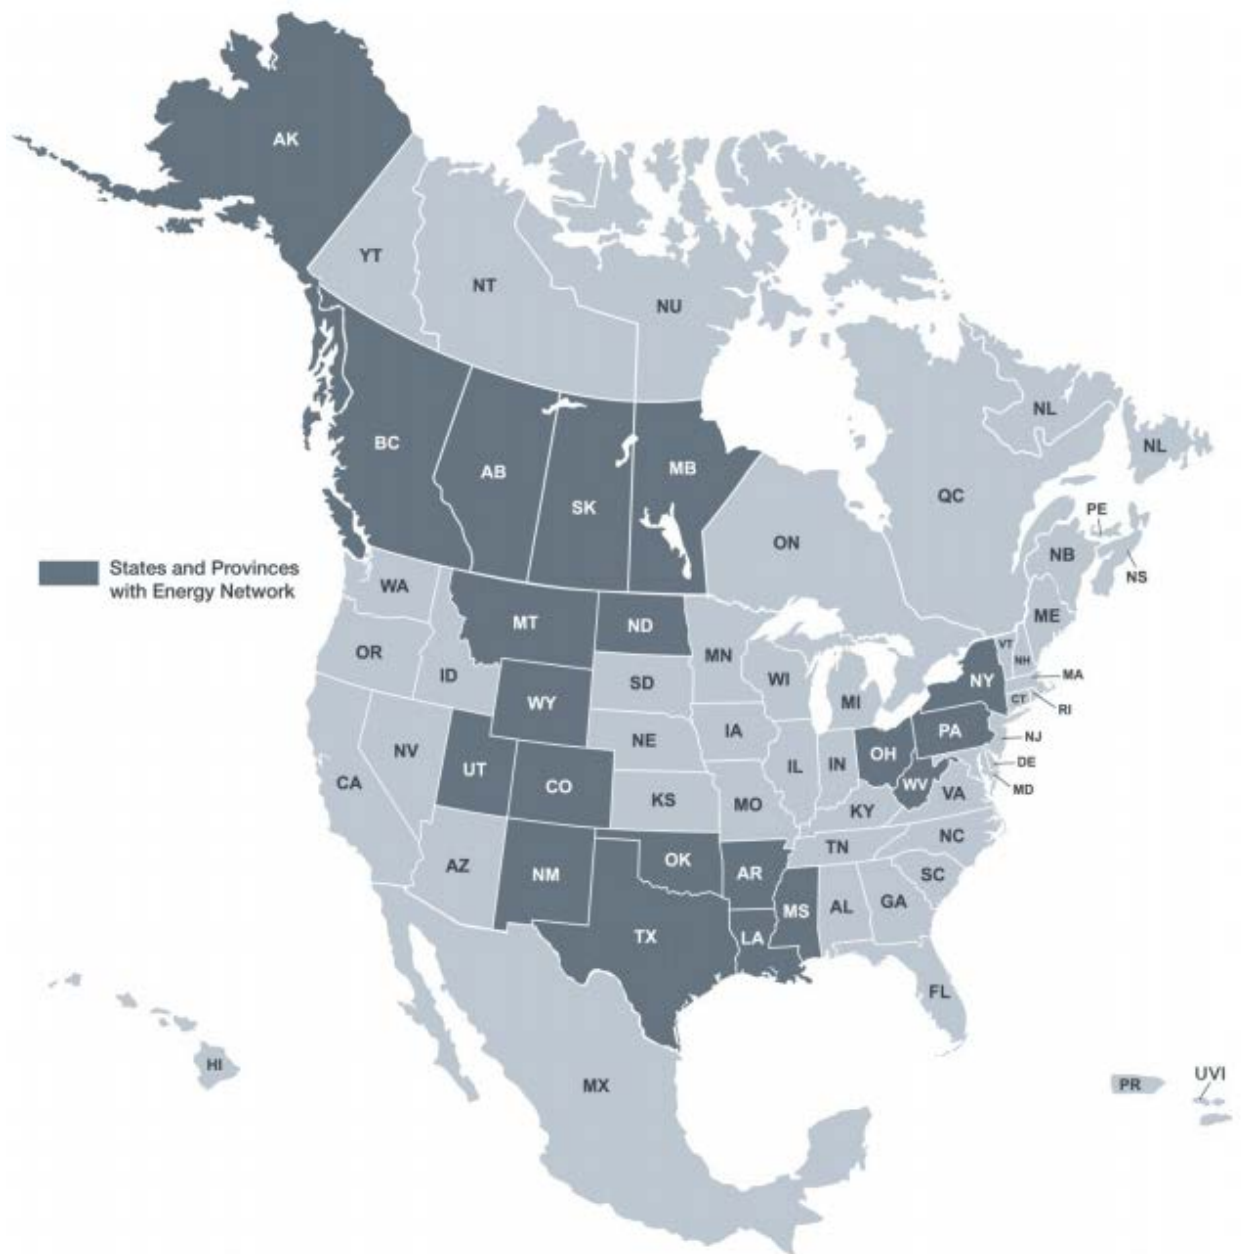 AK
YT
NT
NU
NL
NL
BC
AB
SK
MB
QC
PE
ON
NB
NS
States and Provinces
with Energy Network
WA
MT
ND
ME
OR
ID
MN
VT
NH
WI
SD
MI
NY
MA
CT
RI
WY
PA
NJ
NV
UT
NE
IA
OH
DE
CA
CO
IL
IN
WV
VA
MD
KS
MO
KY
NC
TN
AZ
NM
OK
AR
SC
TX
LA
MS
AL
GA
FL
HI
MX
PR
UVI